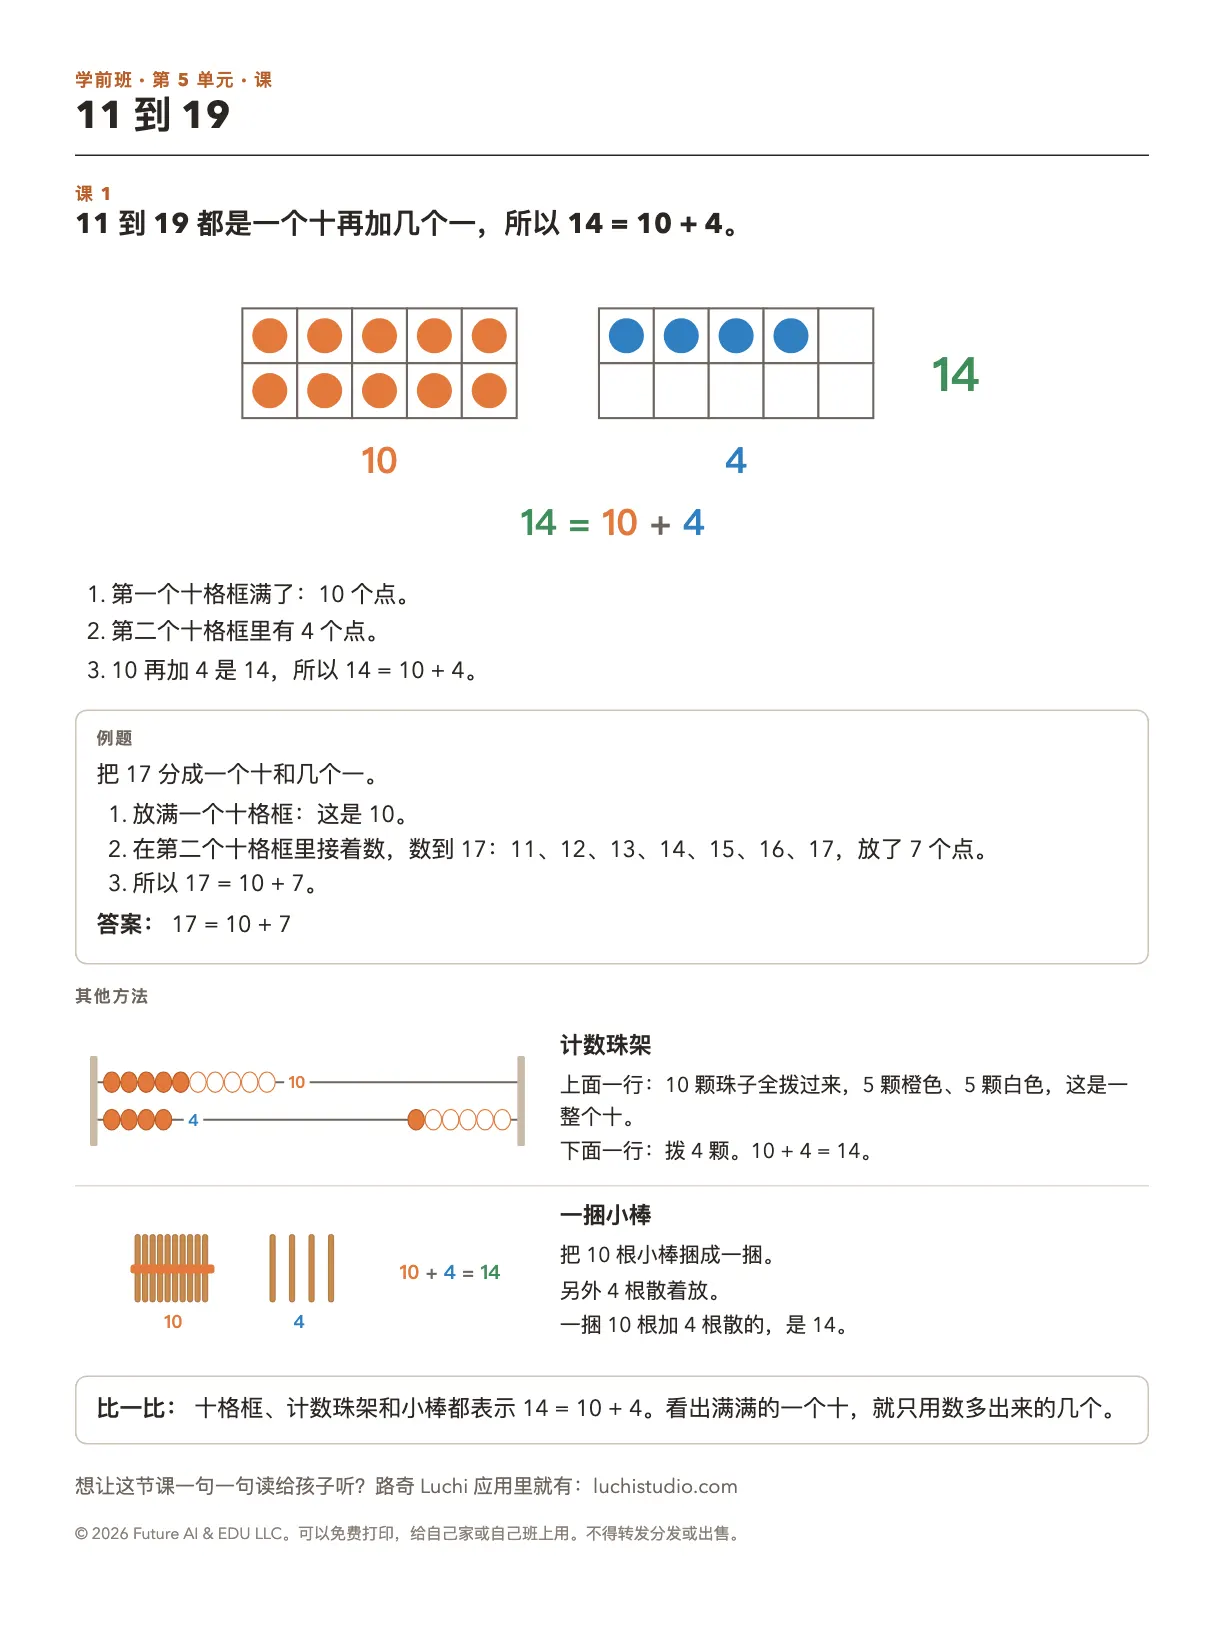 学前班 · 第 5 单元 · 课
11 到 19
课 1
11 到 19 都是一个十再加几个一，所以 14 = 10 + 4。
14
10
4
14 = 10 + 4
1. 第一个十格框满了：10 个点。
2. 第二个十格框里有 4 个点。
3. 10 再加 4 是 14，所以 14 = 10 + 4。
例题
把 17 分成一个十和几个一。
1. 放满一个十格框：这是 10。
2. 在第二个十格框里接着数，数到 17：11、12、13、14、15、16、17，放了 7 个点。
3. 所以 17 = 10 + 7。
答案： 17 = 10 + 7
其他方法
10
4
计数珠架
上面一行：10 颗珠子全拨过来，5 颗橙色、5 颗白色，这是一
整个十。
下面一行：拨 4 颗。10 + 4 = 14。
10
4
10 + 4 = 14
一捆小棒
把 10 根小棒捆成一捆。
另外 4 根散着放。
一捆 10 根加 4 根散的，是 14。
比一比： 十格框、计数珠架和小棒都表示 14 = 10 + 4。看出满满的一个十，就只用数多出来的几个。
想让这节课一句一句读给孩子听？路奇 Luchi 应用里就有：luchistudio.com
© 2026 Future AI & EDU LLC。可以免费打印，给自己家或自己班上用。不得转发分发或出售。